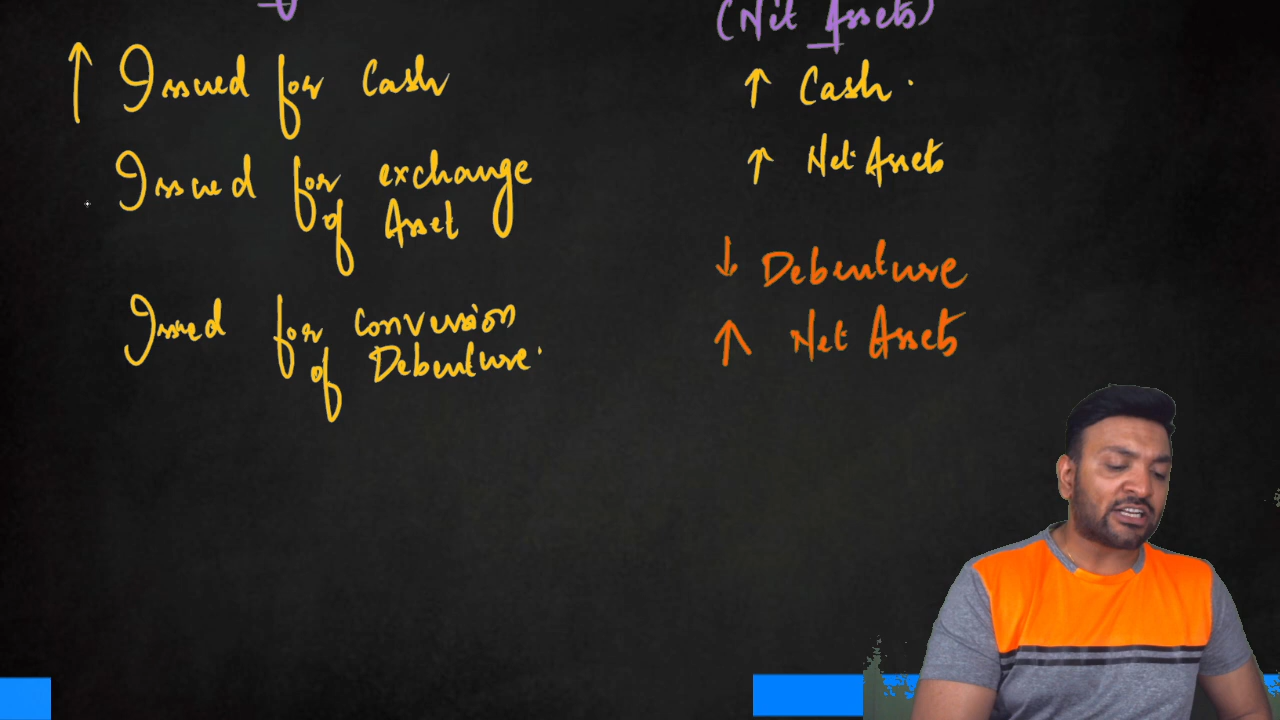 (Net Assets)
↑ Issued for Cash
↑ Cash.
Issued for exchange
of Asset
↑ Net Assets
Issued for conversion
of Debenture.
↓ Debenture
↑ Net Assets